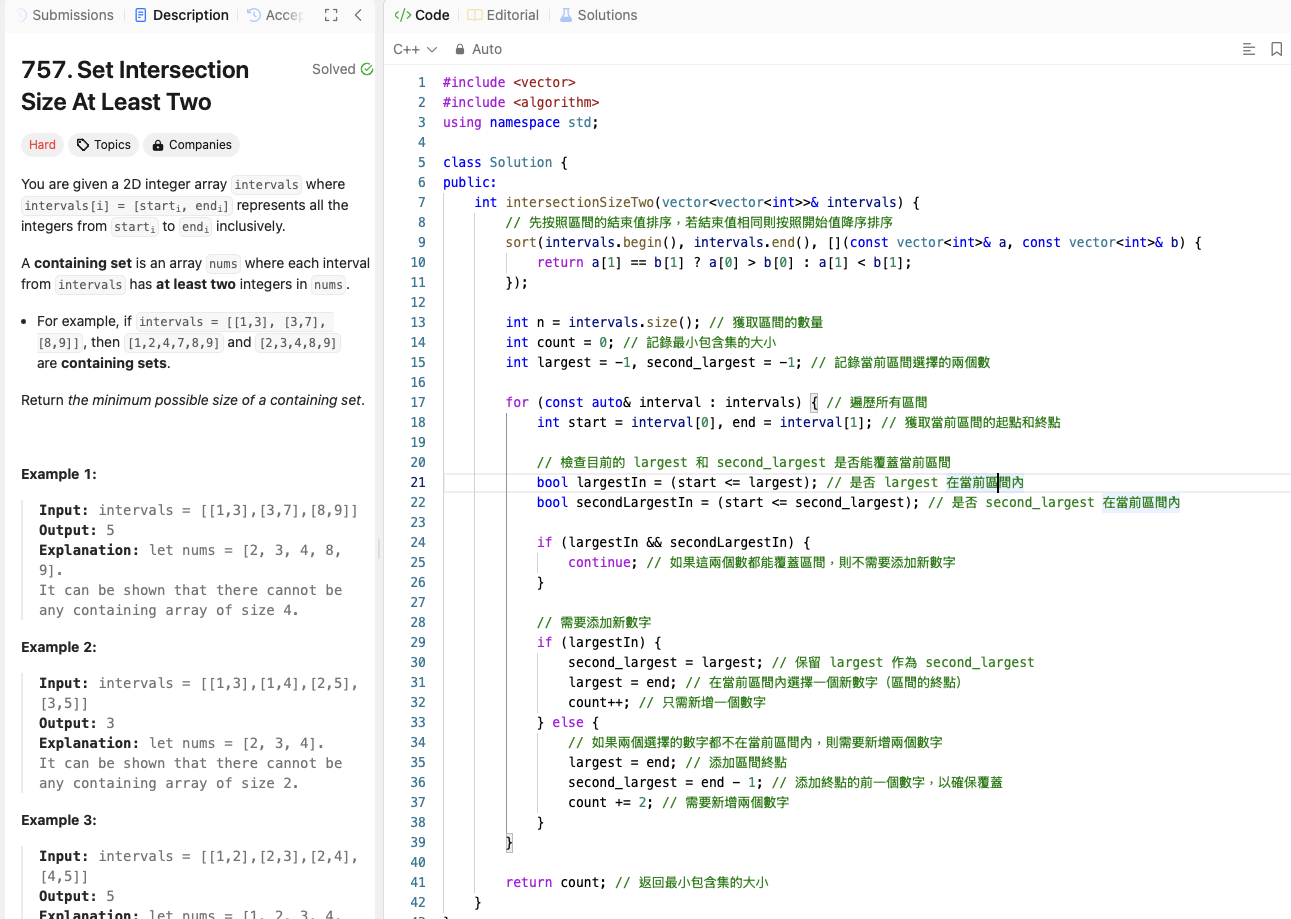 Submissions
Description
Accep
757. Set Intersection
Size At Least Two
Solved
Hard
Topics
Companies
You are given a 2D integer array intervals where
intervals[i] = [starti, endi] represents all the
integers from starti to endi inclusively.
A containing set is an array nums where each interval
from intervals has at least two integers in nums.
• For example, if intervals = [[1,3], [3,7],
[8,9]], then [1,2,4,7,8,9] and [2,3,4,8,9]
are containing sets.
Return the minimum possible size of a containing set.
Example 1:
Input: intervals = [[1,3],[3,7],[8,9]]
Output: 5
Explanation: let nums = [2, 3, 4, 8,
9].
It can be shown that there cannot be
any containing array of size 4.
Example 2:
Input: intervals = [[1,3],[1,4],[2,5],
[3,5]]
Output: 3
Explanation: let nums = [2, 3, 4].
It can be shown that there cannot be
any containing array of size 2.
Example 3:
Input: intervals = [[1,2],[2,3],[2,4],
[4,5]]
Output: 5
Explanation: let nums = [1, 2, 3, 4,
</> Code
Editorial
Solutions
C++
Auto
1 #include <vector>
2 #include <algorithm>
3 using namespace std;
4
5 class Solution {
6 public:
7 int intersectionSizeTwo(vector<vector<int>>& intervals) {
8 // 先按照區間的結束值排序，若結束值相同則按照開始值降序排序
9 sort(intervals.begin(), intervals.end(), [](const vector<int>& a, const vector<int>& b) {
10 return a[1] == b[1] ? a[0] > b[0] : a[1] < b[1];
11 });
12
13 int n = intervals.size(); // 獲取區間的數量
14 int count = 0; // 記錄最小包含集的大小
15 int largest = -1, second_largest = -1; // 記錄當前區間選擇的兩個數
16
17 for (const auto& interval : intervals) { // 遍歷所有區間
18 int start = interval[0], end = interval[1]; // 獲取當前區間的起點和終點
19
20 // 檢查目前的 largest 和 second_largest 是否能覆蓋當前區間
21 bool largestIn = (start <= largest); // 是否 largest 在當前區間內
22 bool secondLargestIn = (start <= second_largest); // 是否 second_largest 在當前區間內
23
24 if (largestIn && secondLargestIn) {
25 continue; // 如果這兩個數都能覆蓋區間，則不需要添加新數字
26 }
27
28 // 需要添加新數字
29 if (largestIn) {
30 second_largest = largest; // 保留 largest 作為 second_largest
31 largest = end; // 在當前區間內選擇一個新數字（區間的終點）
32 count++; // 只需新增一個數字
33 } else {
34 // 如果兩個選擇的數字都不在當前區間內，則需要新增兩個數字
35 largest = end; // 添加區間終點
36 second_largest = end - 1; // 添加終點的前一個數字，以確保覆蓋
37 count += 2; // 需要新增兩個數字
38 }
39 }
40
41 return count; // 返回最小包含集的大小
42 }